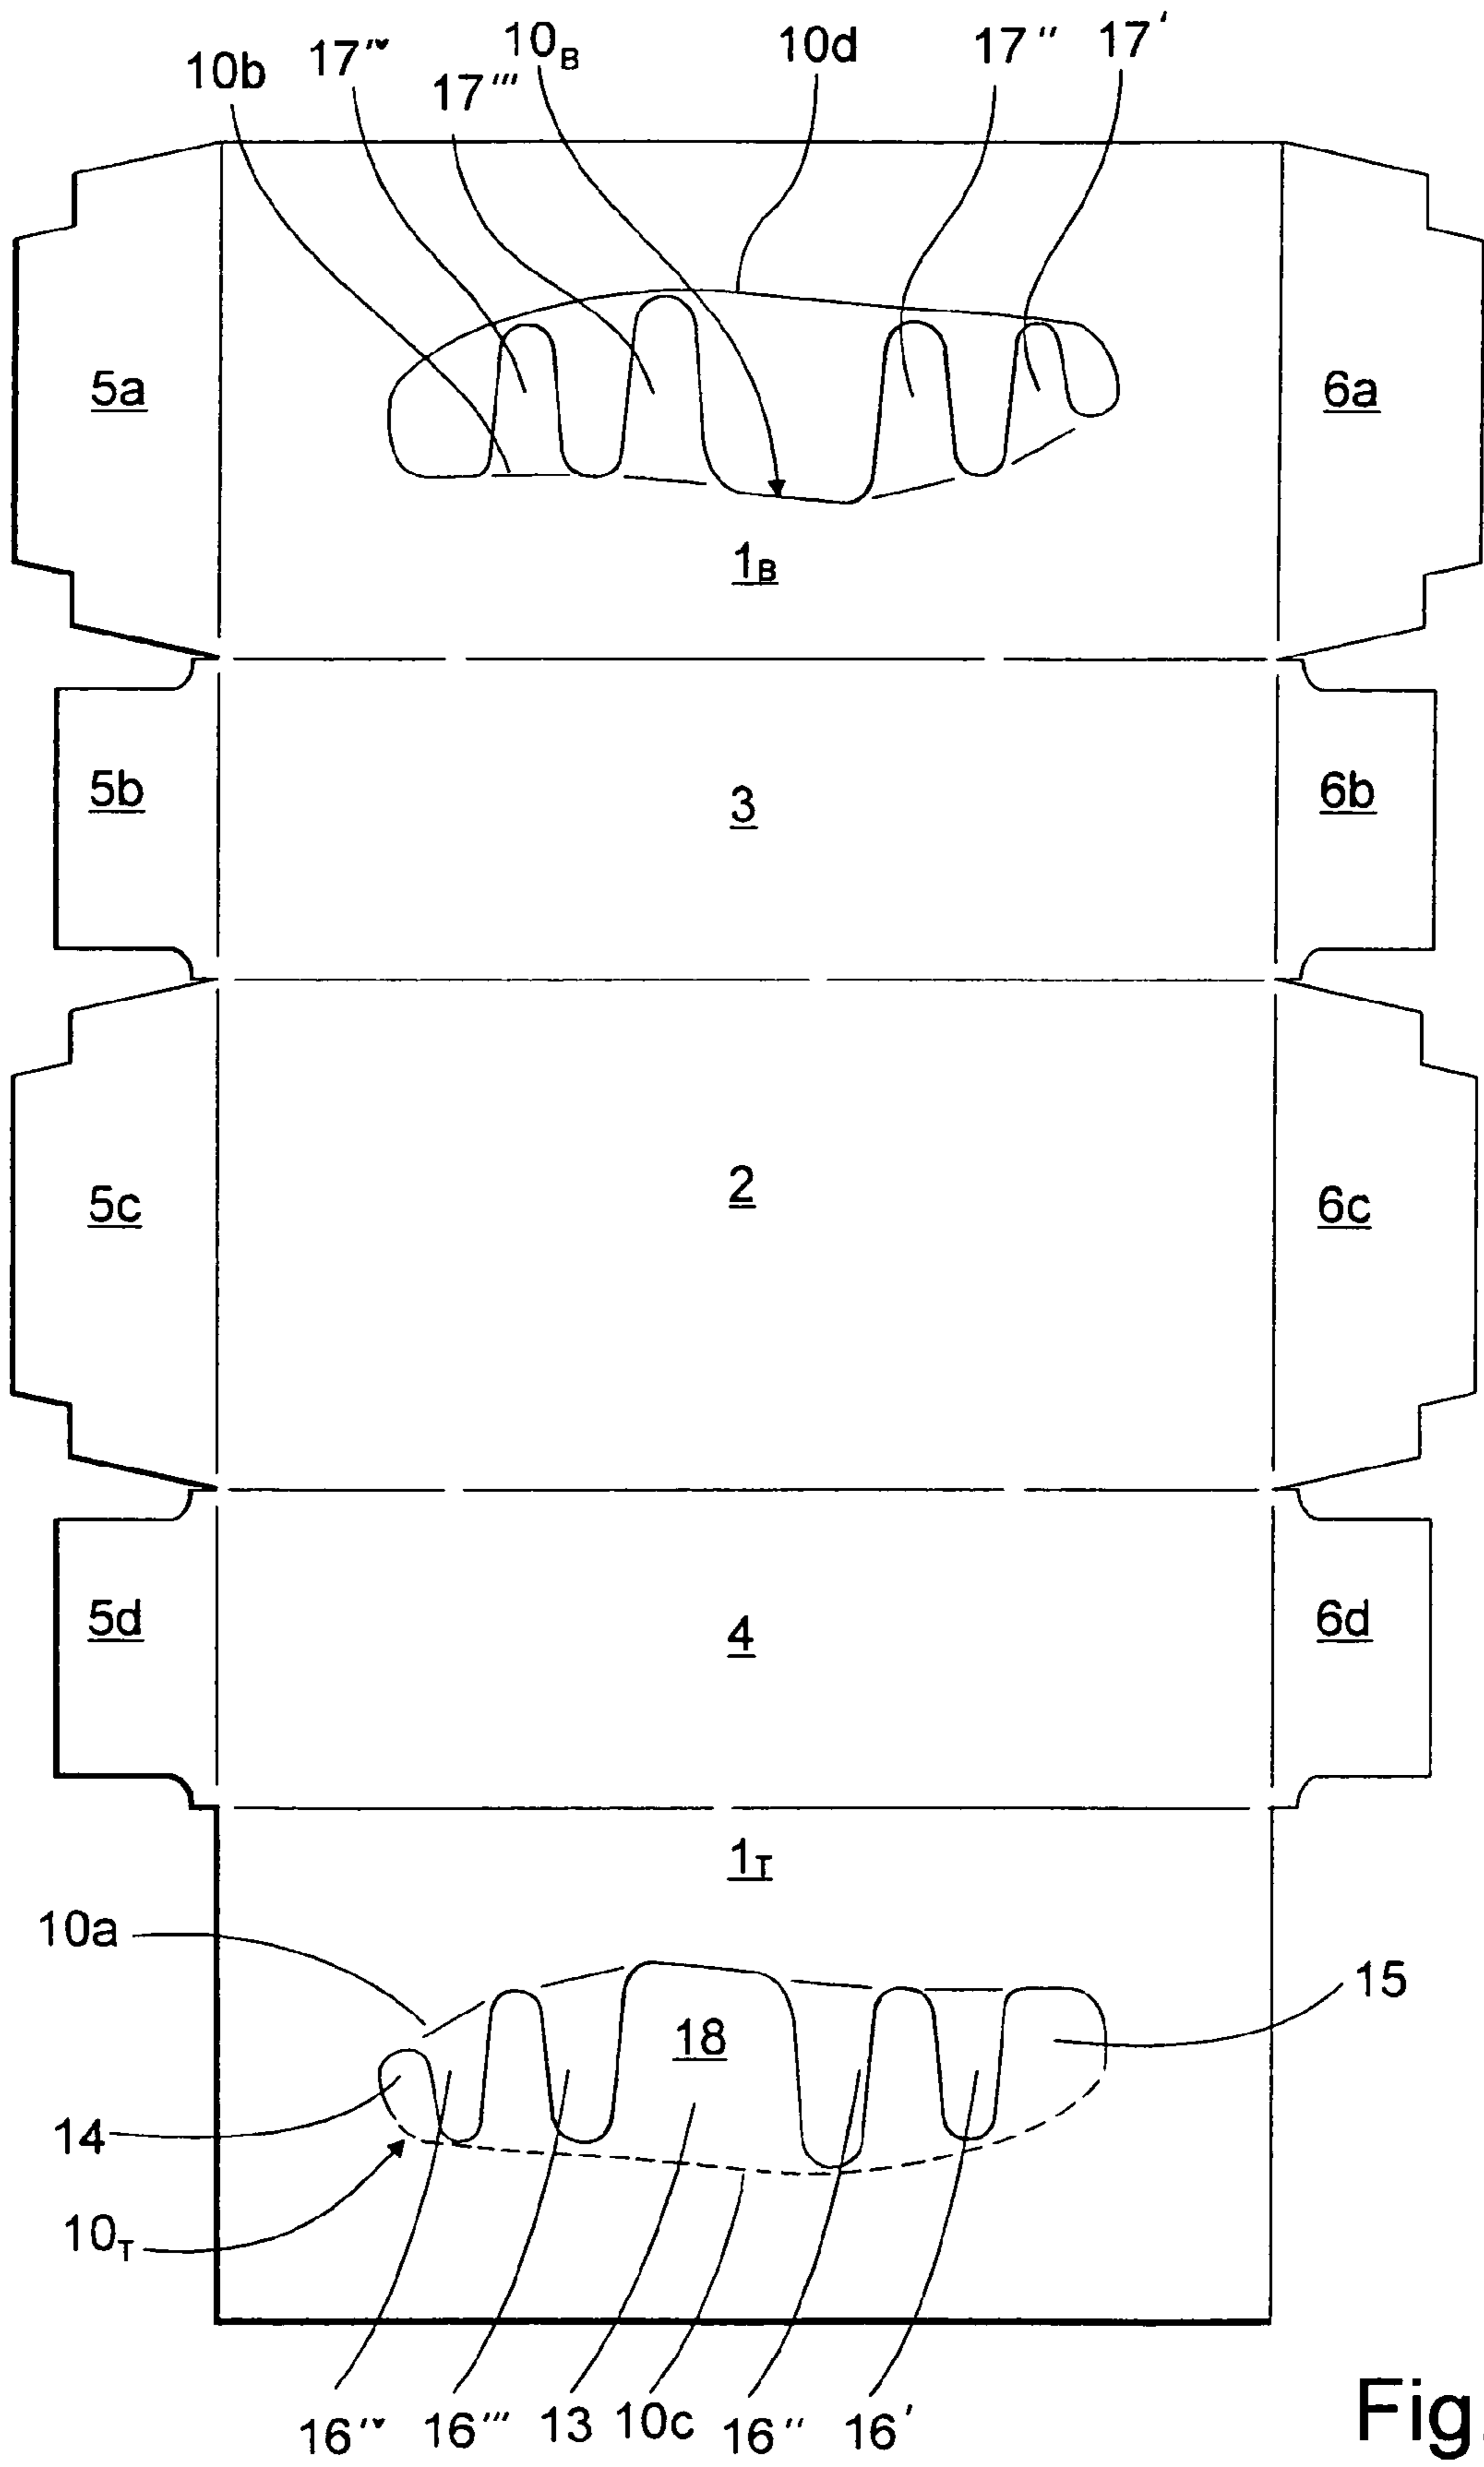 10b 17'ᵛ 17''' 10B 10d 17'' 17'
5a 6a
1B
5b 3 6b
5c 2 6c
5d 4 6d
1T
10a
15
18
14
10T
16'ᵛ 16''' 13 10c 16'' 16'
Fig.